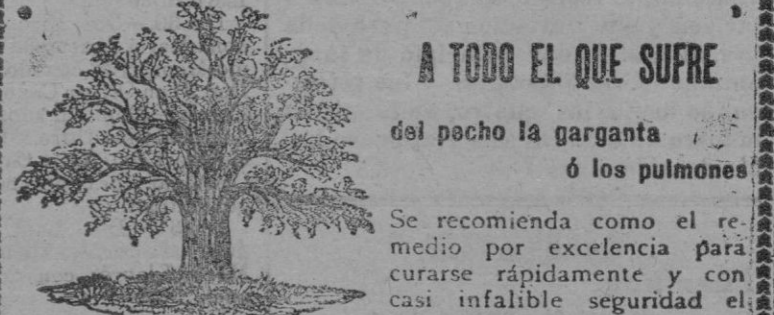 A TODO EL QUE SUFRE
del pecho la garganta
ó los pulmones
Se recomienda como el re-
medio por excelencia para
curarse rápidamente y con
casi infalible seguridad el